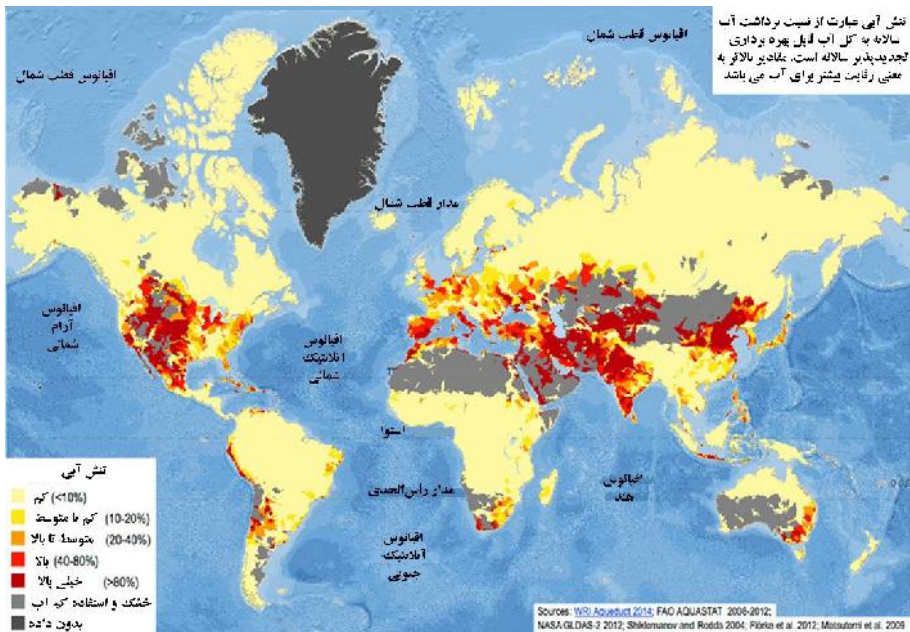 تنش آبی عبارت از نسبت برداشت آب
سالانه به کل آب قابل بهره برداری
تجدیدپذیر سالانه است. مقادیر بالاتر به
معنی رقابت بیشتر برای آب می باشد
اقیانوس قطب شمال
اقیانوس قطب شمال
مدار قطب شمال
اقیانوس
آرام
شمالی
اقیانوس
اتلانتیک
شمالی
استوا
مدار راس‌الجدی
اقیانوس
هند
اقیانوس
آتلانتیک
جنوبی
تنش آبی
کم (<10%)
کم تا متوسط (10-20%)
متوسط تا بالا (20-40%)
بالا (40-80%)
خیلی بالا (>80%)
خشک و استفاده کم آب
بدون داده
Sources: WRI Aqueduct 2014; FAO AQUASTAT 2008-2012;
NASA GLDAS-2 2012; Shiklomanov and Rodda 2004; Flörke et al. 2012; Matsutomi et al. 2009